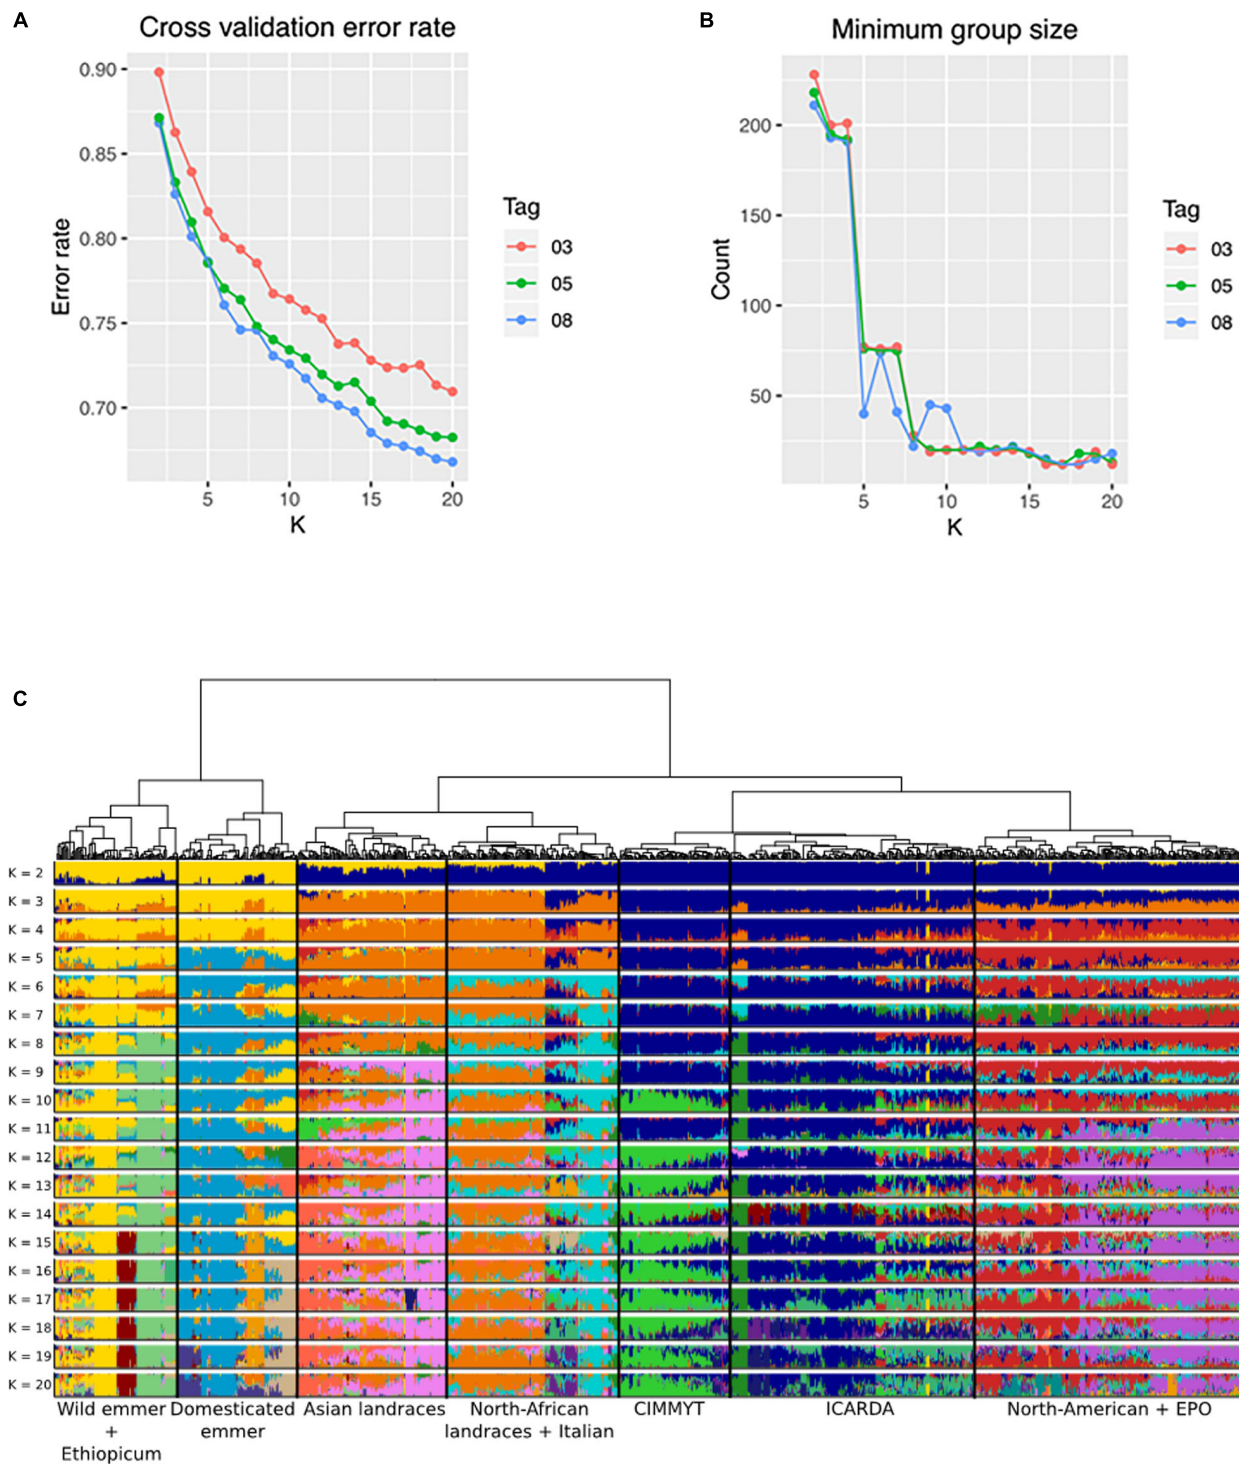 A
Cross validation error rate
0.90
0.85
0.80
0.75
0.70
Error rate
5
10
15
20
K
Tag
03
05
08
B
Minimum group size
200
150
100
50
Count
5
10
15
20
K
Tag
03
05
08
C
K = 2
K = 3
K = 4
K = 5
K = 6
K = 7
K = 8
K = 9
K = 10
K = 11
K = 12
K = 13
K = 14
K = 15
K = 16
K = 17
K = 18
K = 19
K = 20
Wild emmer
+
Ethiopicum
Domesticated
emmer
Asian landraces
North-African
landraces + Italian
CIMMYT
ICARDA
North-American + EPO